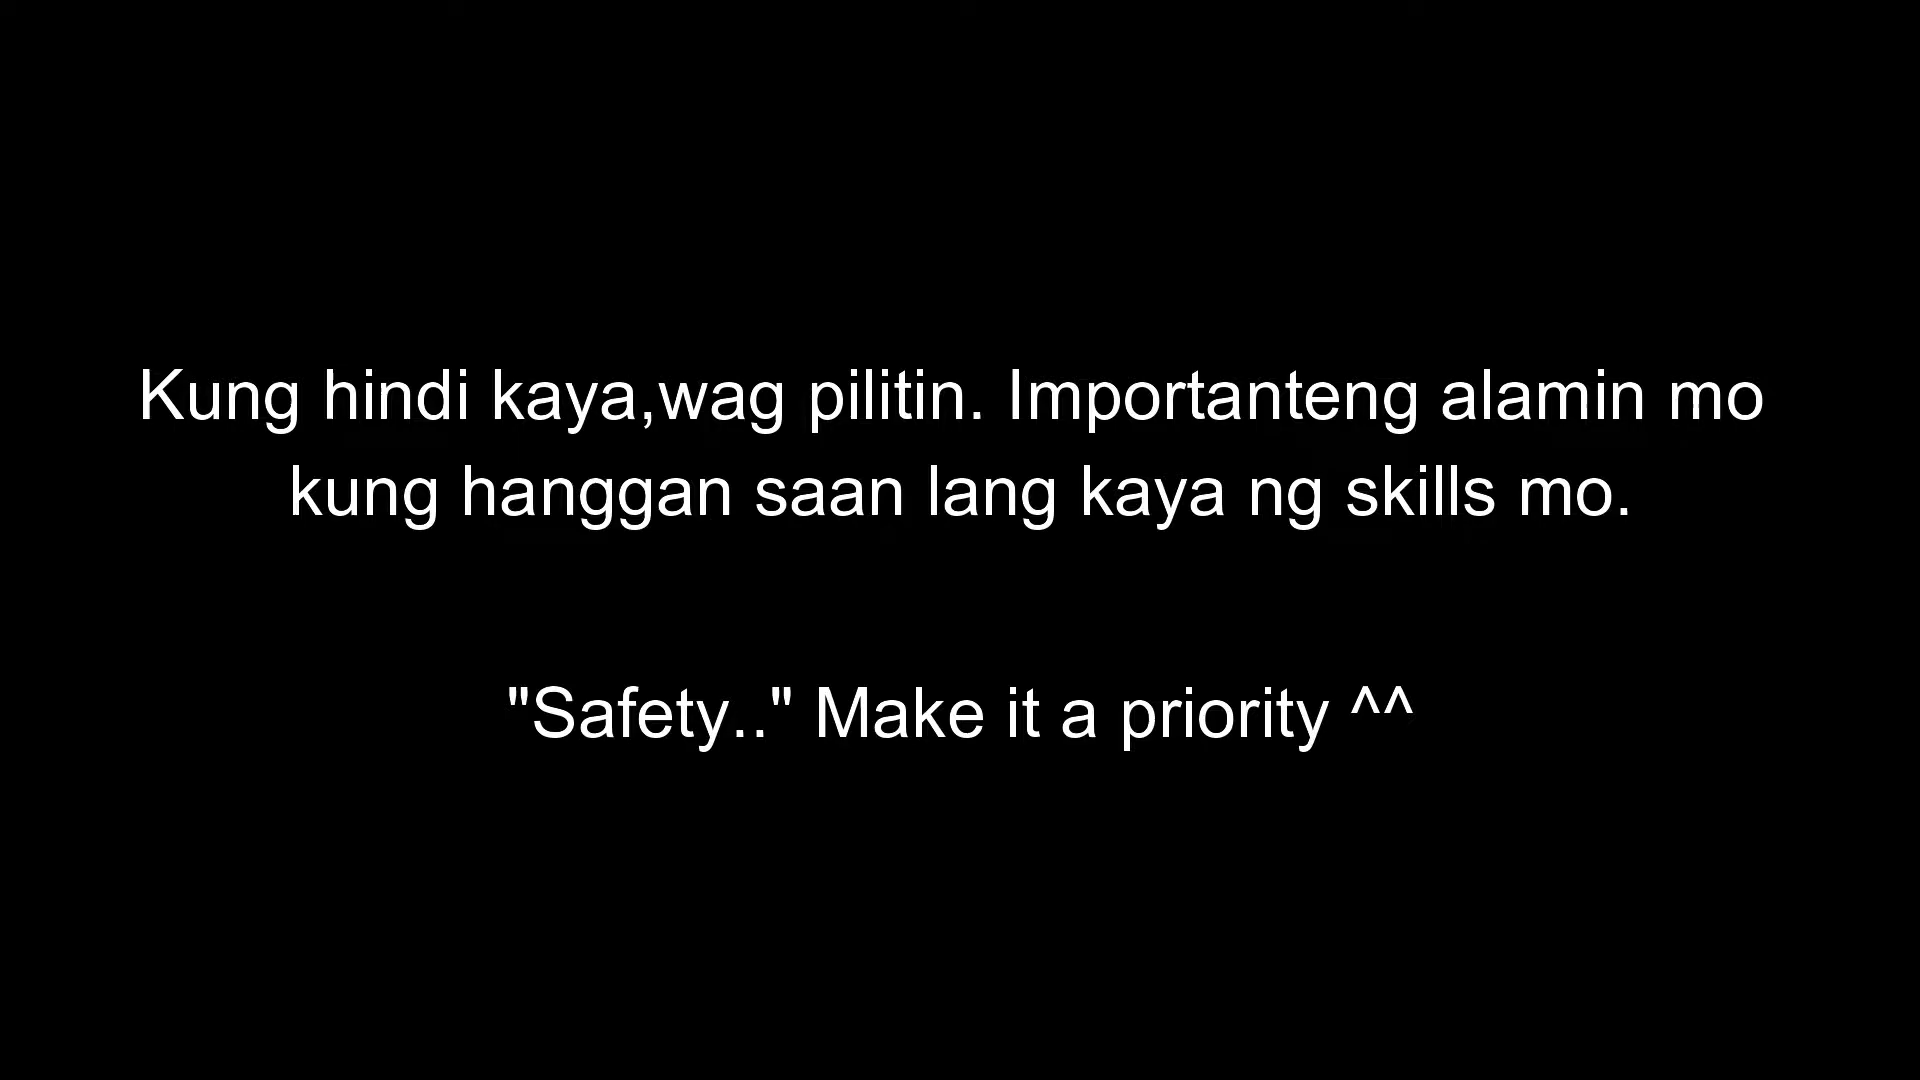 Kung hindi kaya,wag pilitin. Importanteng alamin mo
kung hanggan saan lang kaya ng skills mo.
"Safety.." Make it a priority ^^